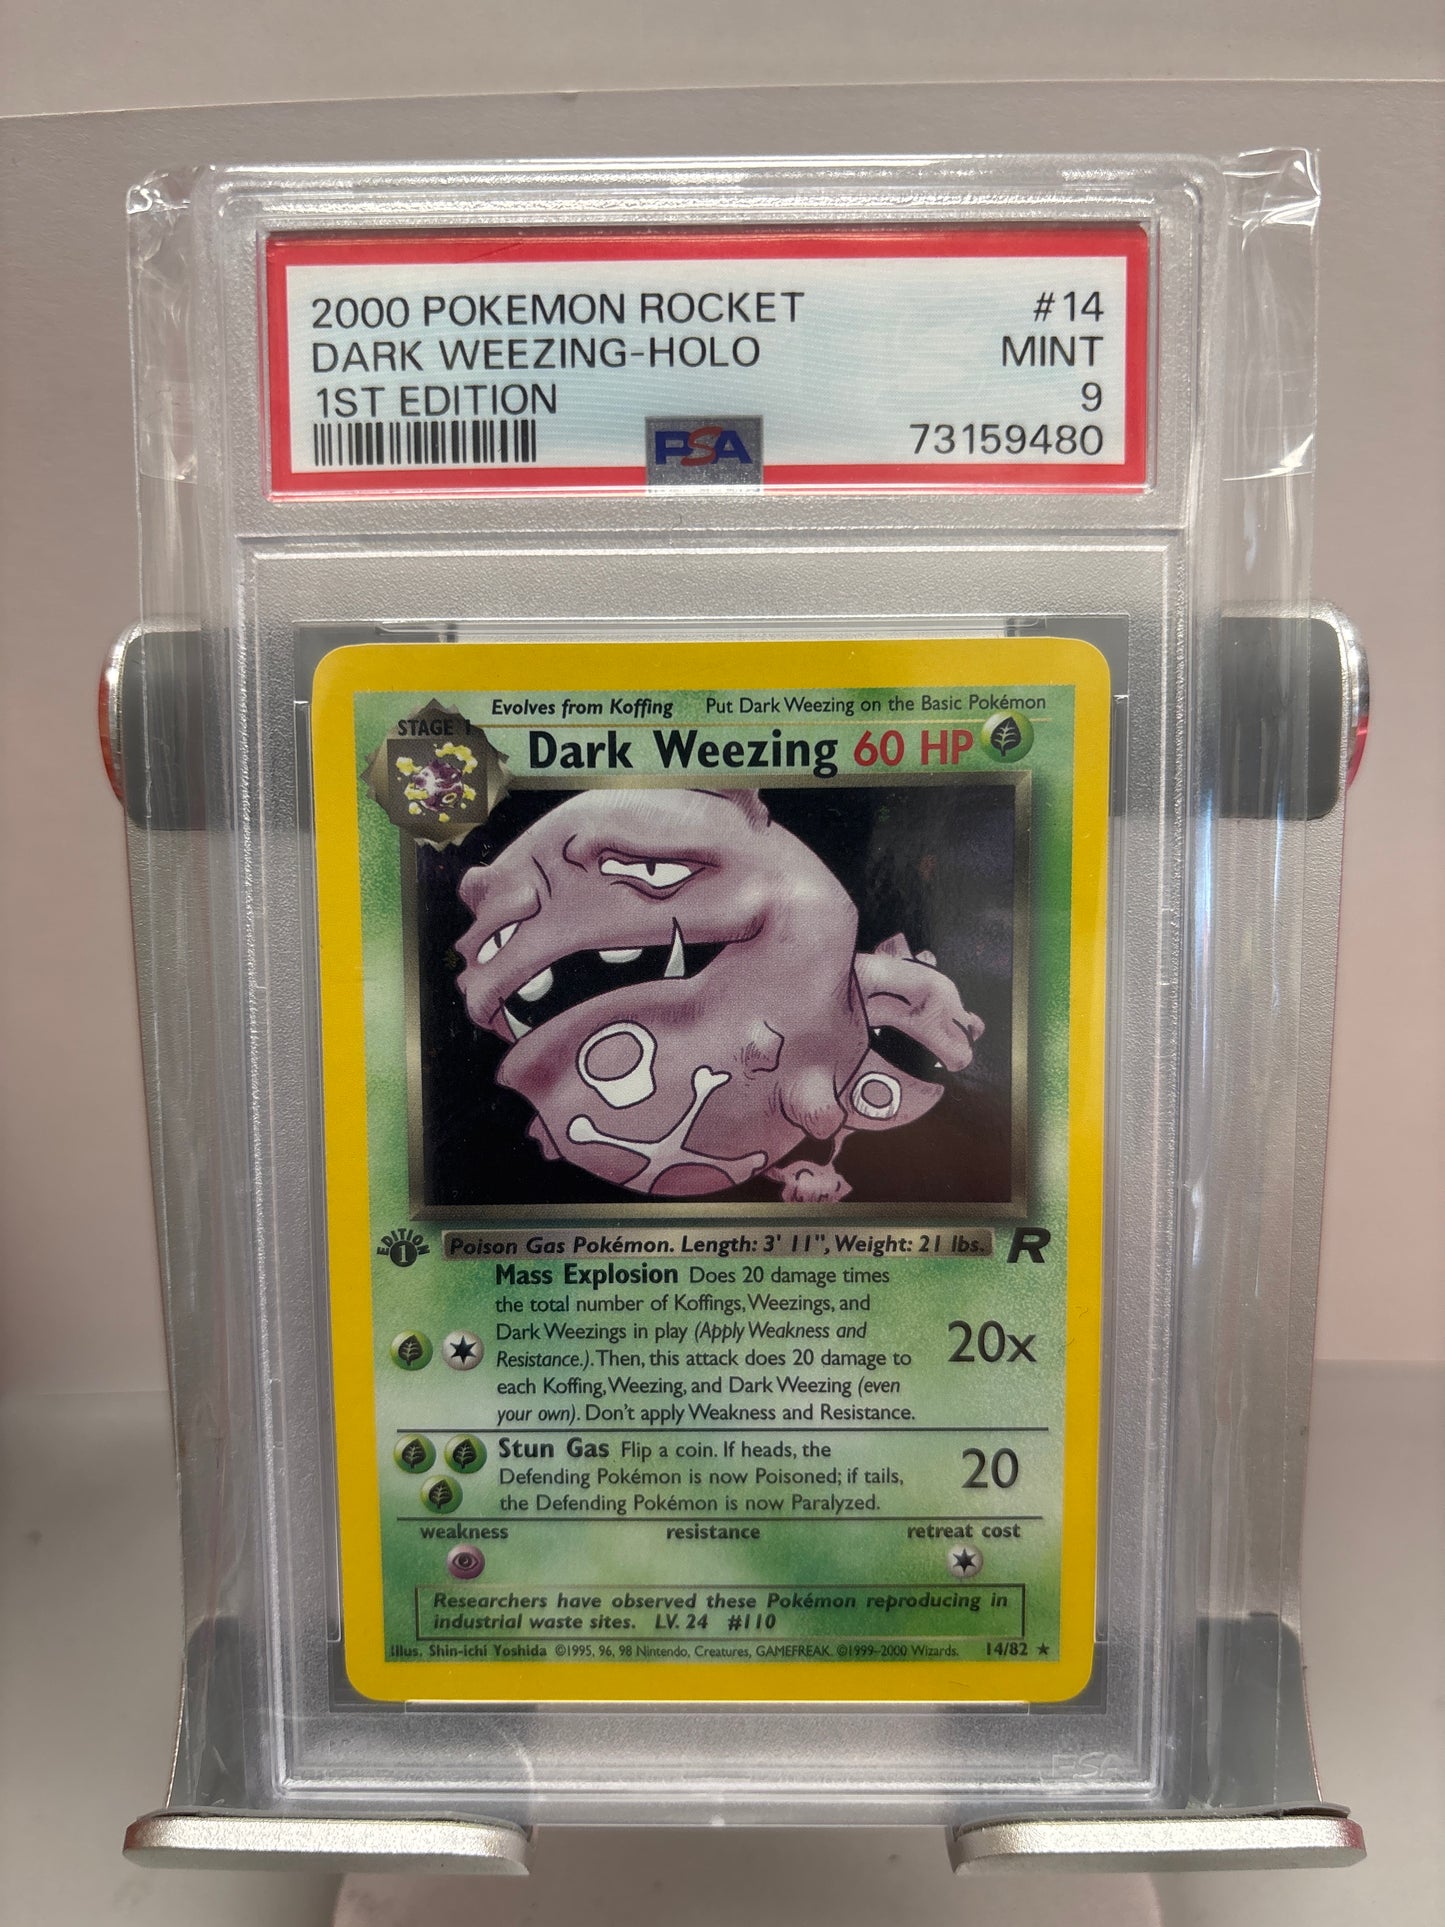 2000 POKEMON ROCKET #14
DARK WEEZING-HOLO MINT
1ST EDITION 9
PSA 73159480
Evolves from Koffing Put Dark Weezing on the Basic Pokémon
STAGE 1
Dark Weezing 60 HP
EDITION 1
Poison Gas Pokémon. Length: 3' 11", Weight: 21 lbs. R
Mass Explosion Does 20 damage times
the total number of Koffings, Weezings, and
Dark Weezings in play (Apply Weakness and
Resistance.). Then, this attack does 20 damage to
each Koffing, Weezing, and Dark Weezing (even
your own). Don't apply Weakness and Resistance.
20x
Stun Gas Flip a coin. If heads, the
Defending Pokémon is now Poisoned; if tails,
the Defending Pokémon is now Paralyzed.
20
weakness resistance retreat cost
Researchers have observed these Pokémon reproducing in
industrial waste sites. LV. 24 #110
Illus. Shin-ichi Yoshida ©1995, 96, 98 Nintendo, Creatures, GAMEFREAK. ©1999-2000 Wizards. 14/82 ★
PSA